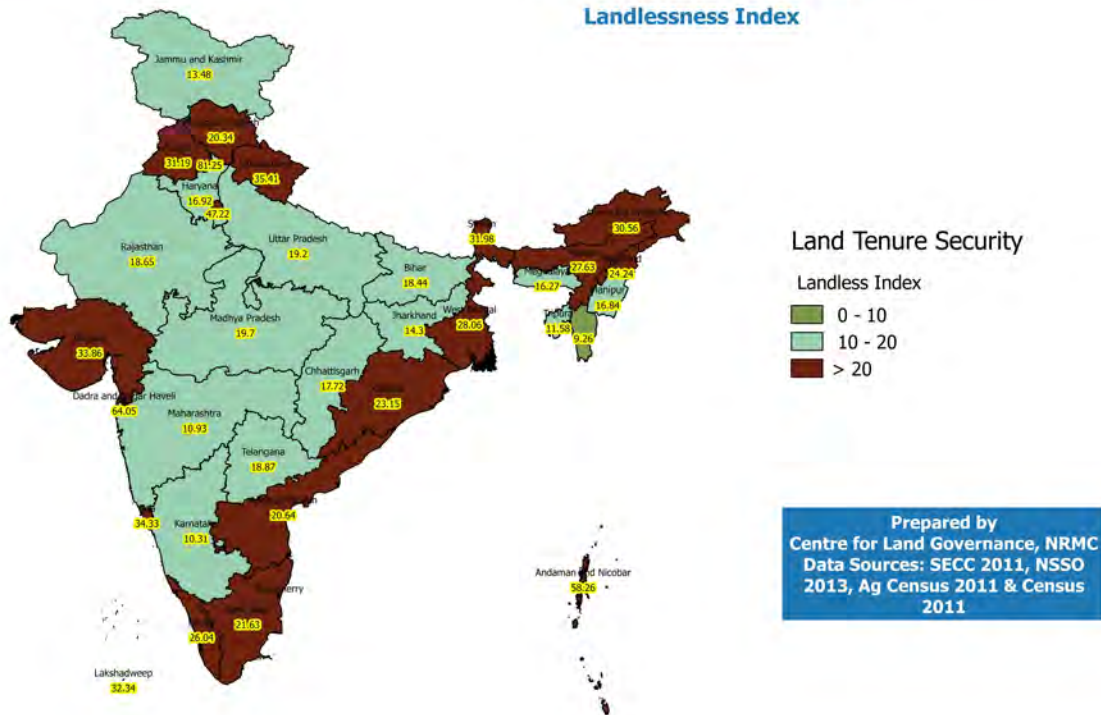 Landlessness Index
Jammu and Kashmir
13.48
20.34
31.19
81.25
35.41
Haryana
16.92
47.22
Rajasthan
18.65
Uttar Pradesh
19.2
Bihar
18.44
31.98
30.56
27.63
24.24
16.27
16.84
11.58
9.26
Madhya Pradesh
19.7
Jharkhand
14.3
West Bengal
28.06
33.86
Chhattisgarh
17.72
23.15
Dadra and Nagar Haveli
64.05
Maharashtra
10.93
Telangana
18.87
20.64
34.33
10.31
Andaman and Nicobar
58.26
21.63
26.04
Lakshadweep
32.34
Land Tenure Security
Landless Index
0 - 10
10 - 20
> 20
Prepared by
Centre for Land Governance, NRMC
Data Sources: SECC 2011, NSSO
2013, Ag Census 2011 & Census
2011